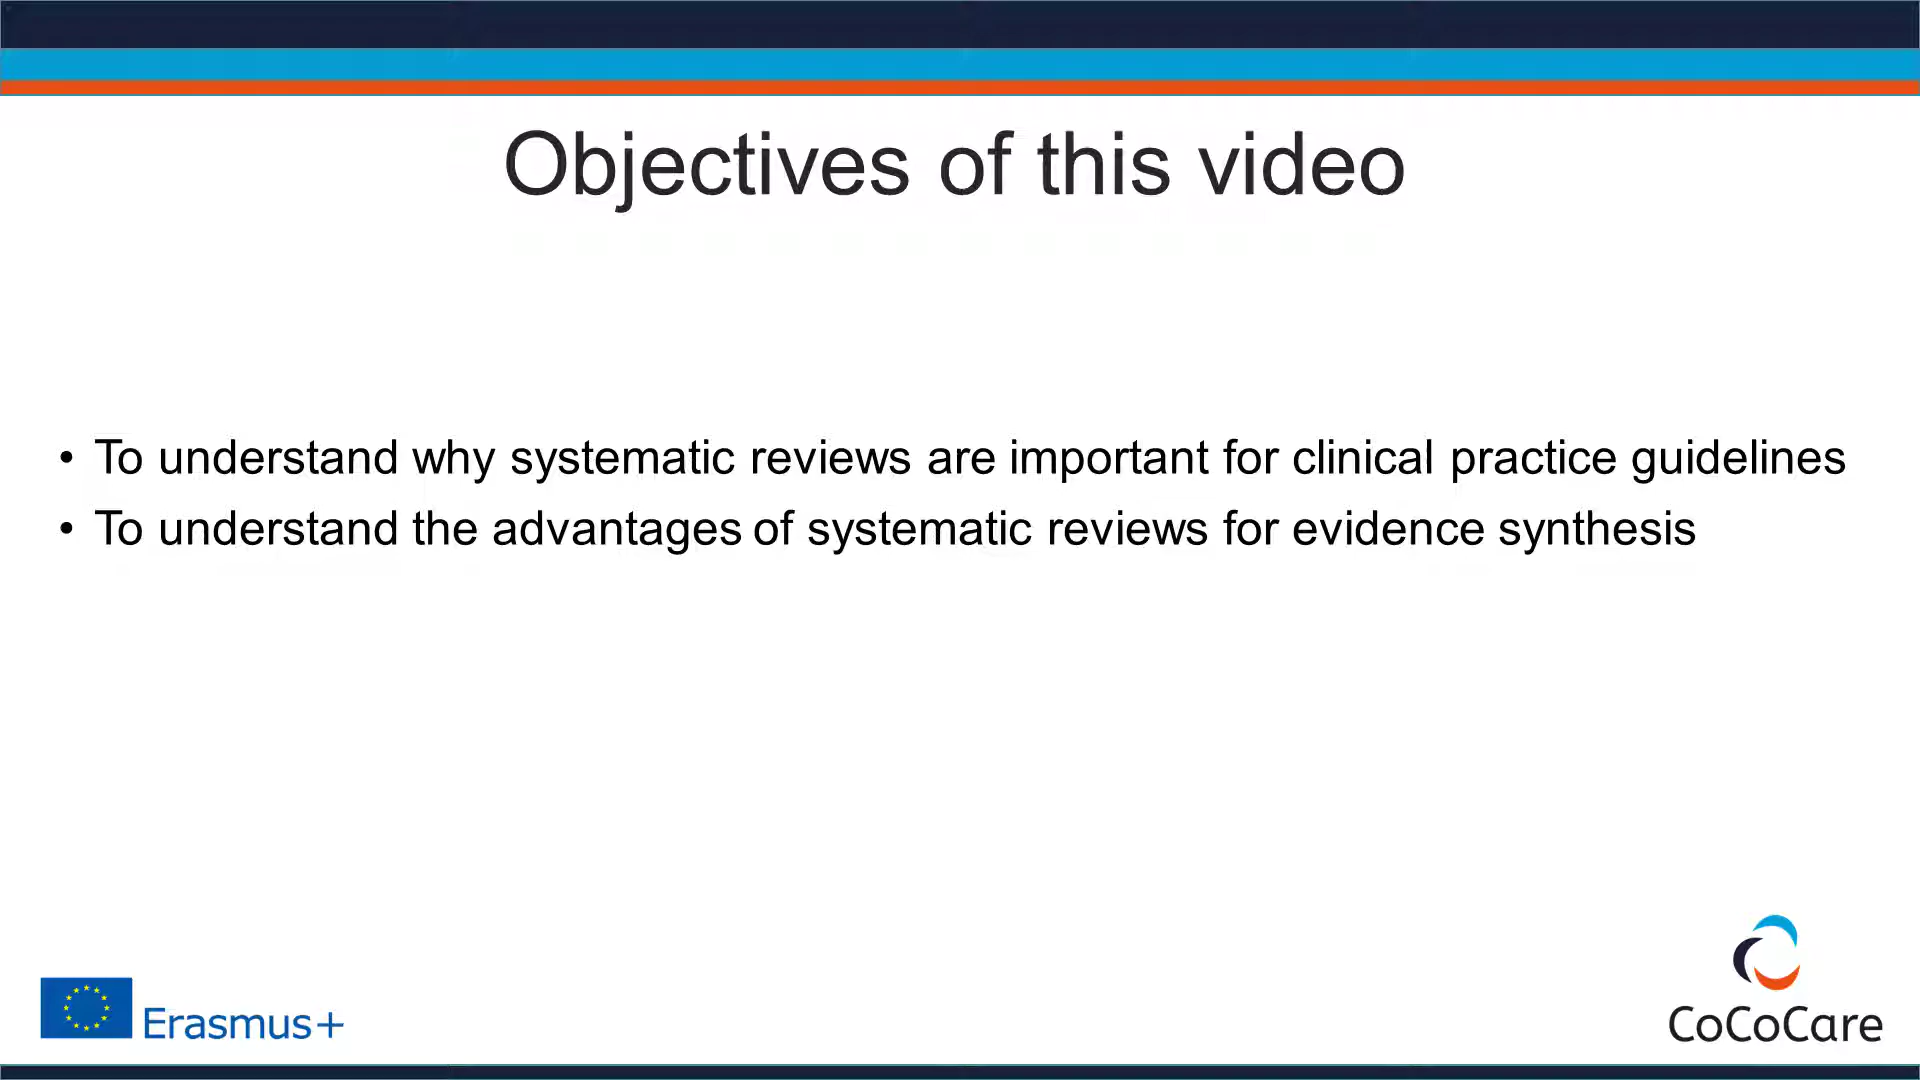 Objectives of this video
• To understand why systematic reviews are important for clinical practice guidelines
• To understand the advantages of systematic reviews for evidence synthesis
Erasmus+
CoCoCare